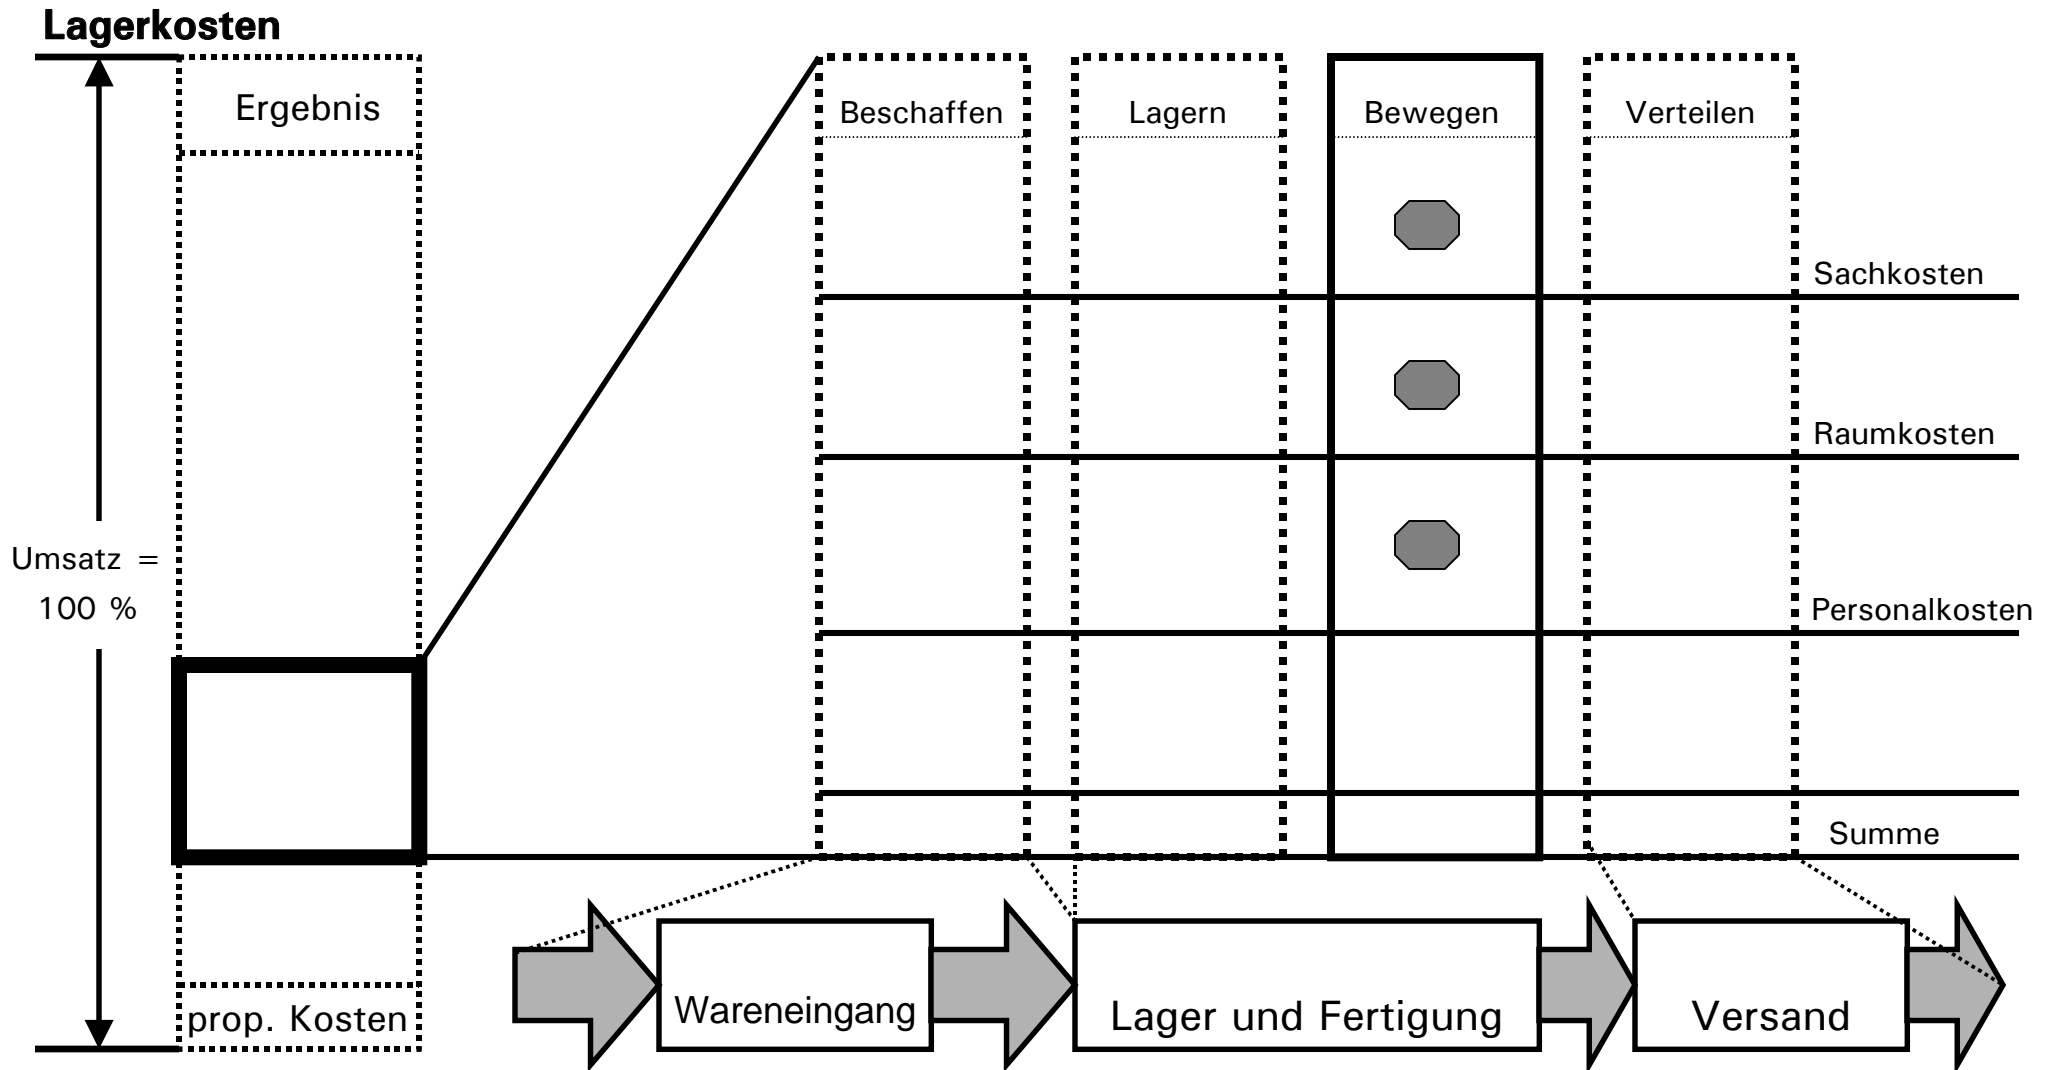 Lagerkosten
Ergebnis
Umsatz =
100 %
prop. Kosten
Beschaffen
Lagern
Bewegen
Verteilen
Sachkosten
Raumkosten
Personalkosten
Summe
Wareneingang
Lager und Fertigung
Versand